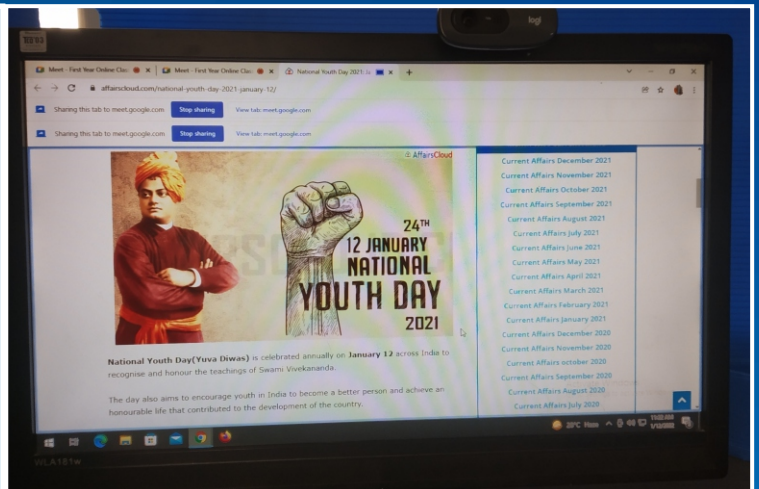 logi
Meet - First Year Online Clas
Meet - First Year Online Clas
National Youth Day 2021: Ja
affairscloud.com/national-youth-day-2021-january-12/
Sharing this tab to meet.google.com Stop sharing View tab: meet.google.com
Sharing this tab to meet.google.com Stop sharing View tab: meet.google.com
AffairsCloud
24TH
12 JANUARY
NATIONAL
YOUTH DAY
2021
National Youth Day(Yuva Diwas) is celebrated annually on January 12 across India to
recognise and honour the teachings of Swami Vivekananda.
The day also aims to encourage youth in India to become a better person and achieve an
honourable life that contributed to the development of the country.
Current Affairs December 2021
Current Affairs November 2021
Current Affairs October 2021
Current Affairs September 2021
Current Affairs August 2021
Current Affairs July 2021
Current Affairs June 2021
Current Affairs May 2021
Current Affairs April 2021
Current Affairs March 2021
Current Affairs February 2021
Current Affairs January 2021
Current Affairs December 2020
Current Affairs November 2020
Current Affairs october 2020
Current Affairs September 2020
Current Affairs August 2020
Current Affairs July 2020
20°C Haze
11:02 AM
WLA181w